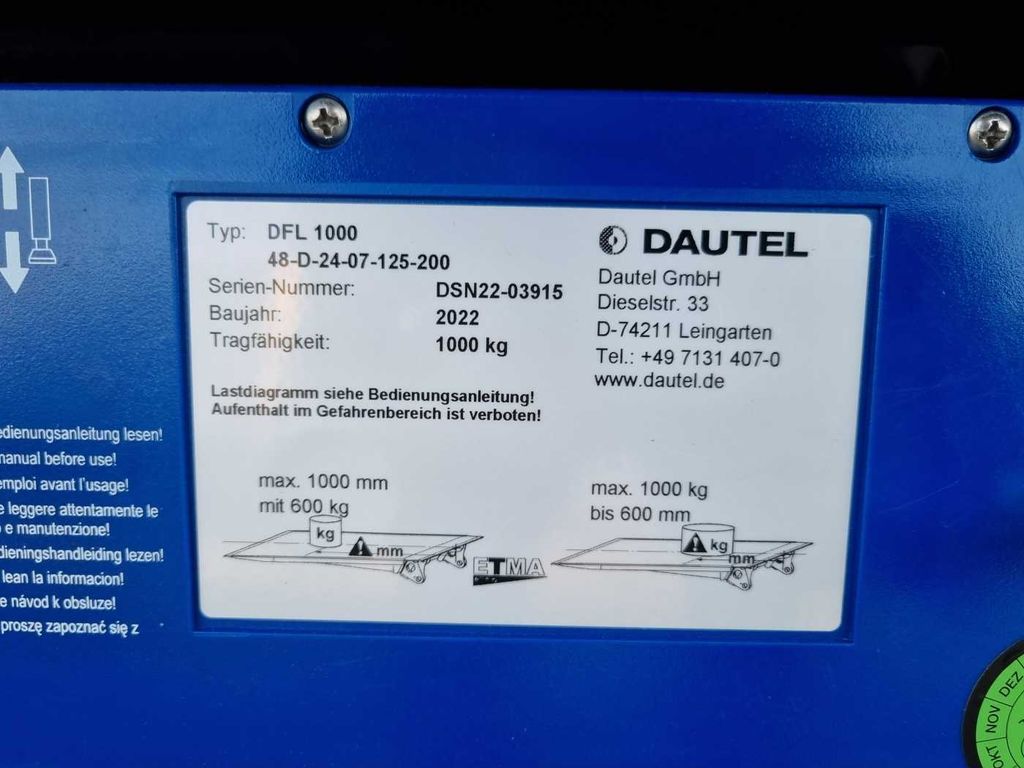 Typ: DFL 1000
48-D-24-07-125-200
Serien-Nummer: DSN22-03915
Baujahr: 2022
Tragfähigkeit: 1000 kg
Lastdiagramm siehe Bedienungsanleitung!
Aufenthalt im Gefahrenbereich ist verboten!
DAUTEL
Dautel GmbH
Dieselstr. 33
D-74211 Leingarten
Tel.: +49 7131 407-0
www.dautel.de
max. 1000 mm
mit 600 kg
kg
mm
ETMA
max. 1000 kg
bis 600 mm
kg
mm
edienungsanleitung lesen!
manual before use!
emploi avant l'usage!
e leggere attentamente le
o e manutenzione!
dieningshandleiding lezen!
lean la informacion!
e návod k obsluze!
proszę zapoznać się z
OKT NOV DEZ